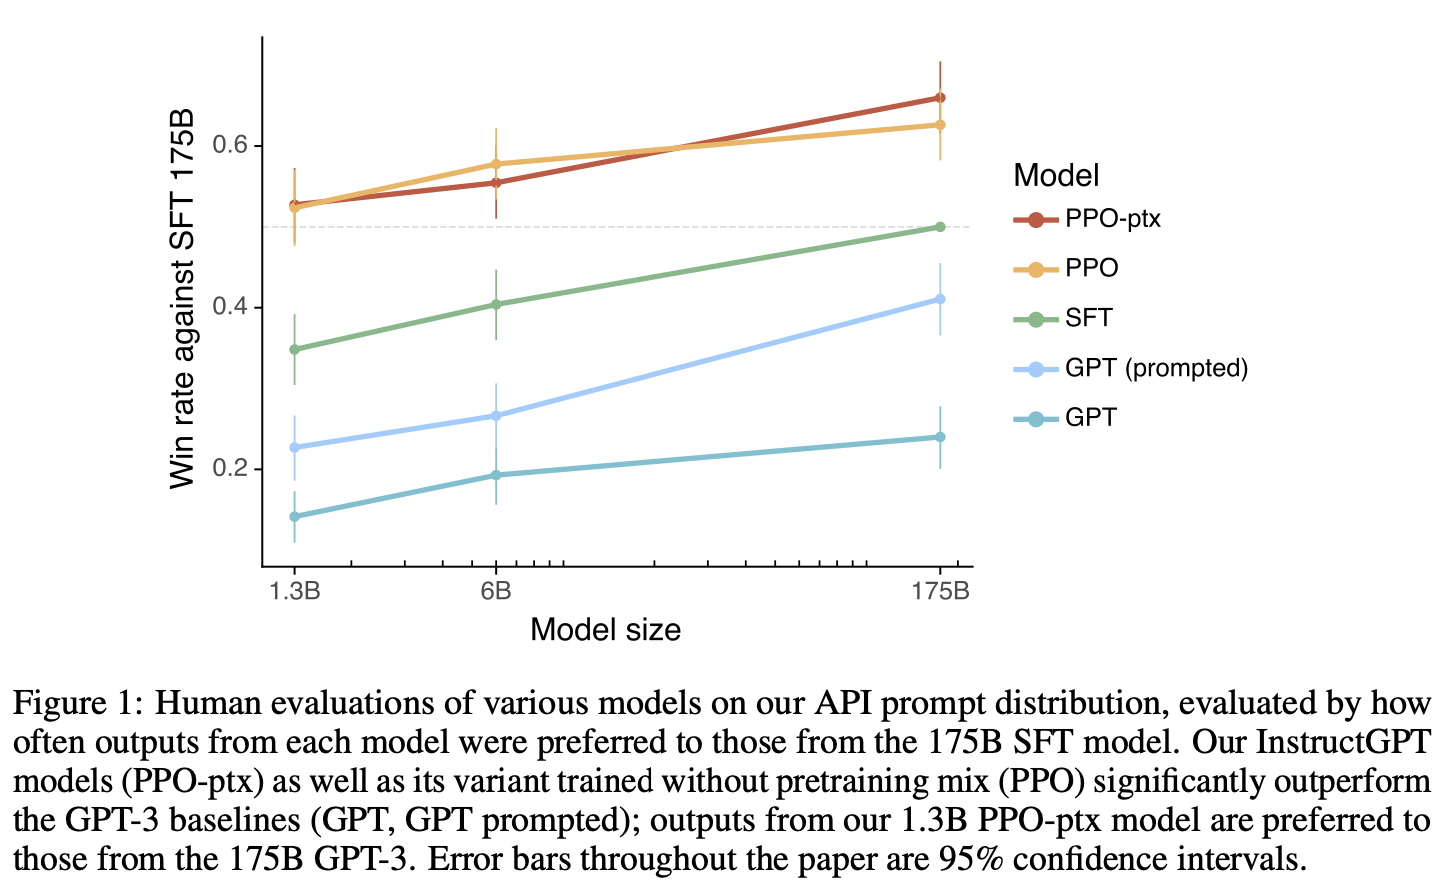 Win rate against SFT 175B
0.6
0.4
0.2
1.3B
6B
175B
Model size
Model
PPO-ptx
PPO
SFT
GPT (prompted)
GPT
Figure 1: Human evaluations of various models on our API prompt distribution, evaluated by how
often outputs from each model were preferred to those from the 175B SFT model. Our InstructGPT
models (PPO-ptx) as well as its variant trained without pretraining mix (PPO) significantly outperform
the GPT-3 baselines (GPT, GPT prompted); outputs from our 1.3B PPO-ptx model are preferred to
those from the 175B GPT-3. Error bars throughout the paper are 95% confidence intervals.